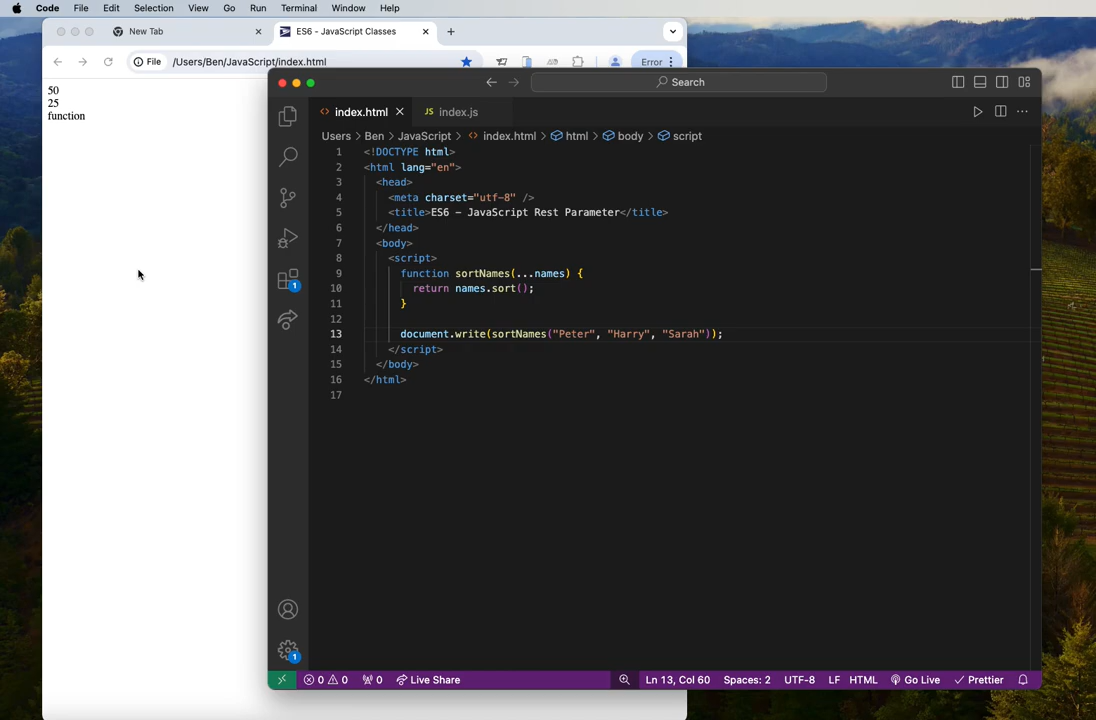 Code File Edit Selection View Go Run Terminal Window Help
New Tab ES6 - JavaScript Classes
File /Users/Ben/JavaScript/index.html Error
50
25
function
Search
index.html JS index.js
Users > Ben > JavaScript > index.html > html > body > script
1 <!DOCTYPE html>
2 <html lang="en">
3 <head>
4 <meta charset="utf-8" />
5 <title>ES6 - JavaScript Rest Parameter</title>
6 </head>
7 <body>
8 <script>
9 function sortNames(...names) {
10 return names.sort();
11 }
12
13 document.write(sortNames("Peter", "Harry", "Sarah"));
14 </script>
15 </body>
16 </html>
17
1
1
0 0 0 Live Share Ln 13, Col 60 Spaces: 2 UTF-8 LF HTML Go Live Prettier